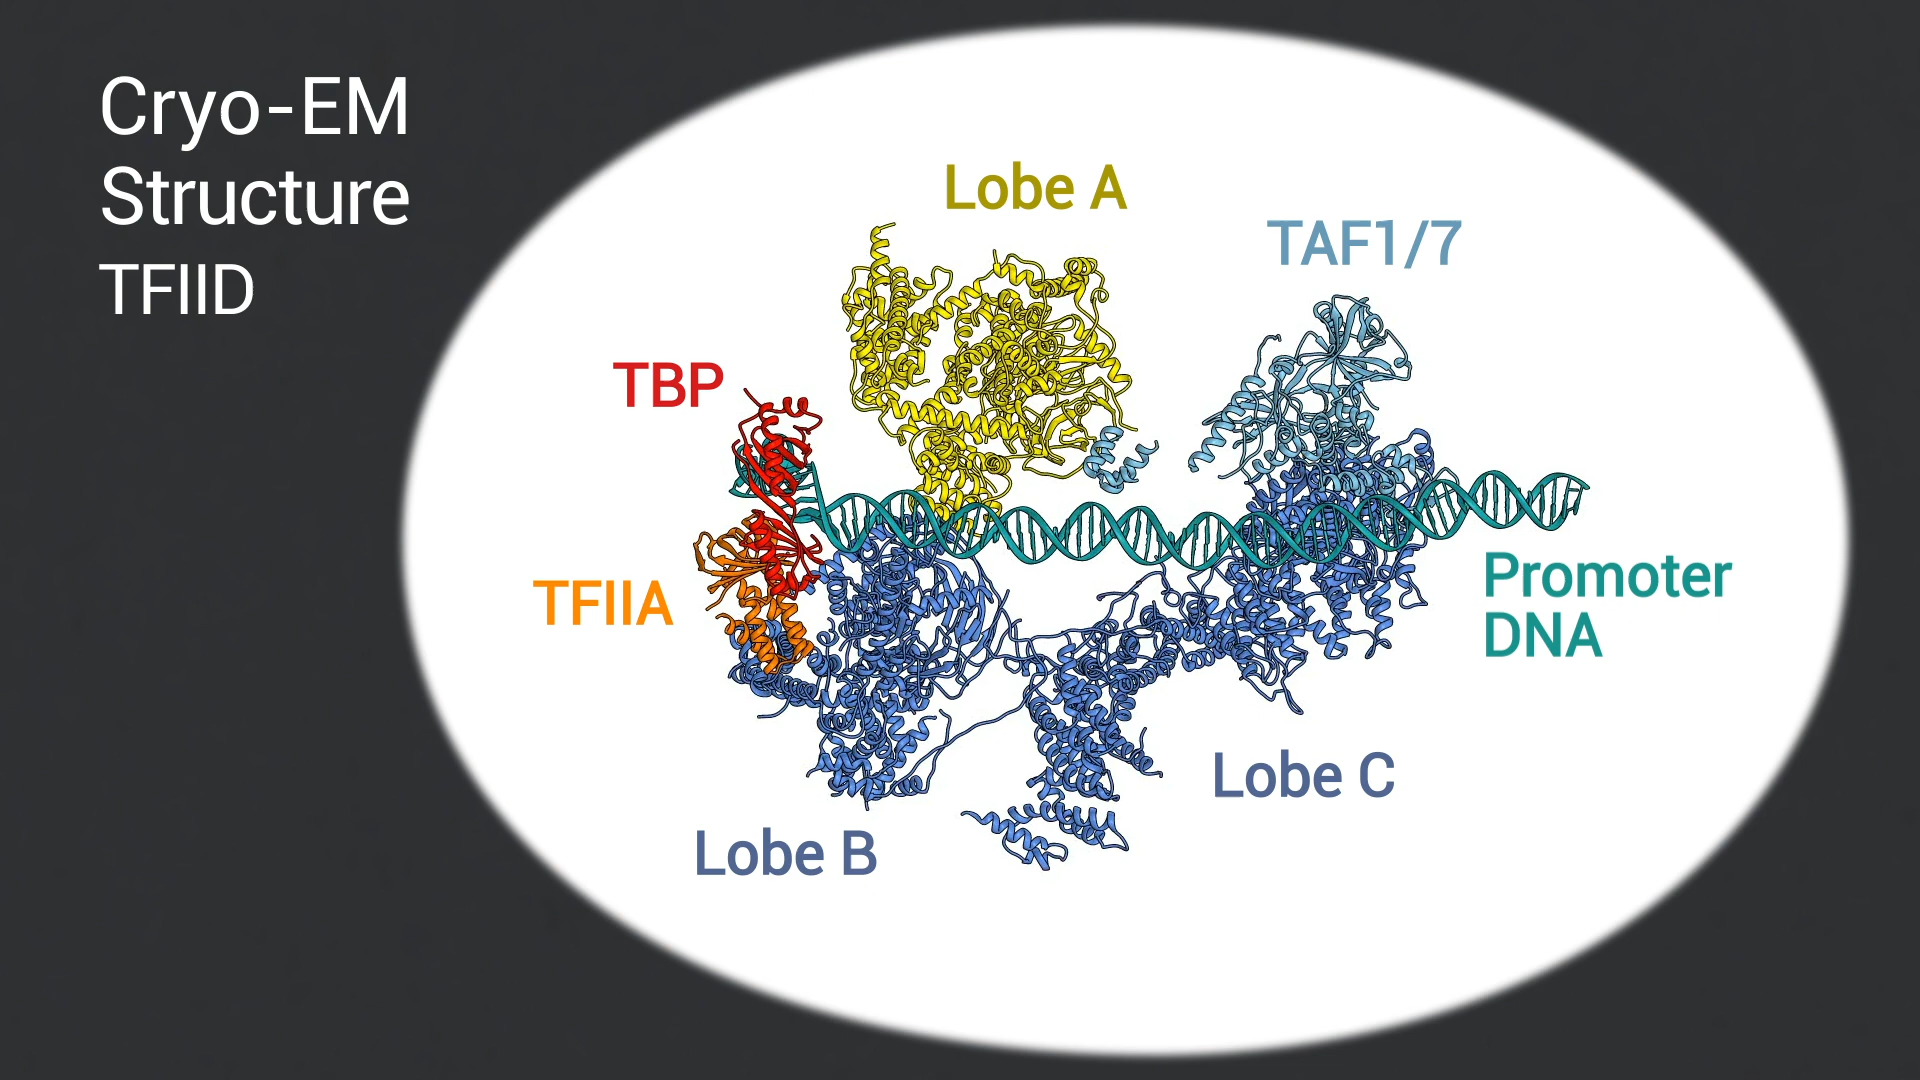 Cryo-EM
Structure
TFIID
Lobe A
TAF1/7
TBP
TFIIA
Promoter
DNA
Lobe C
Lobe B